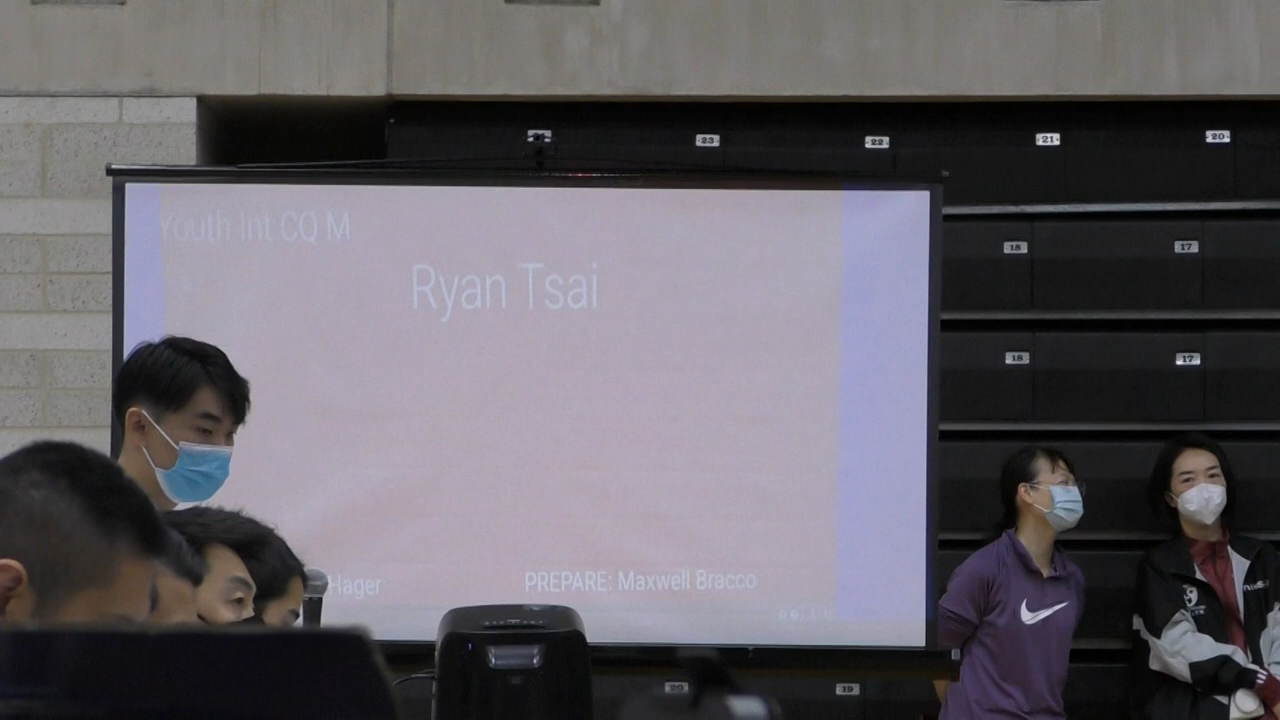 23
22
21
20
Youth Int CQ M
18
17
Ryan Tsai
18
17
Hager
PREPARE: Maxwell Bracco
20
19